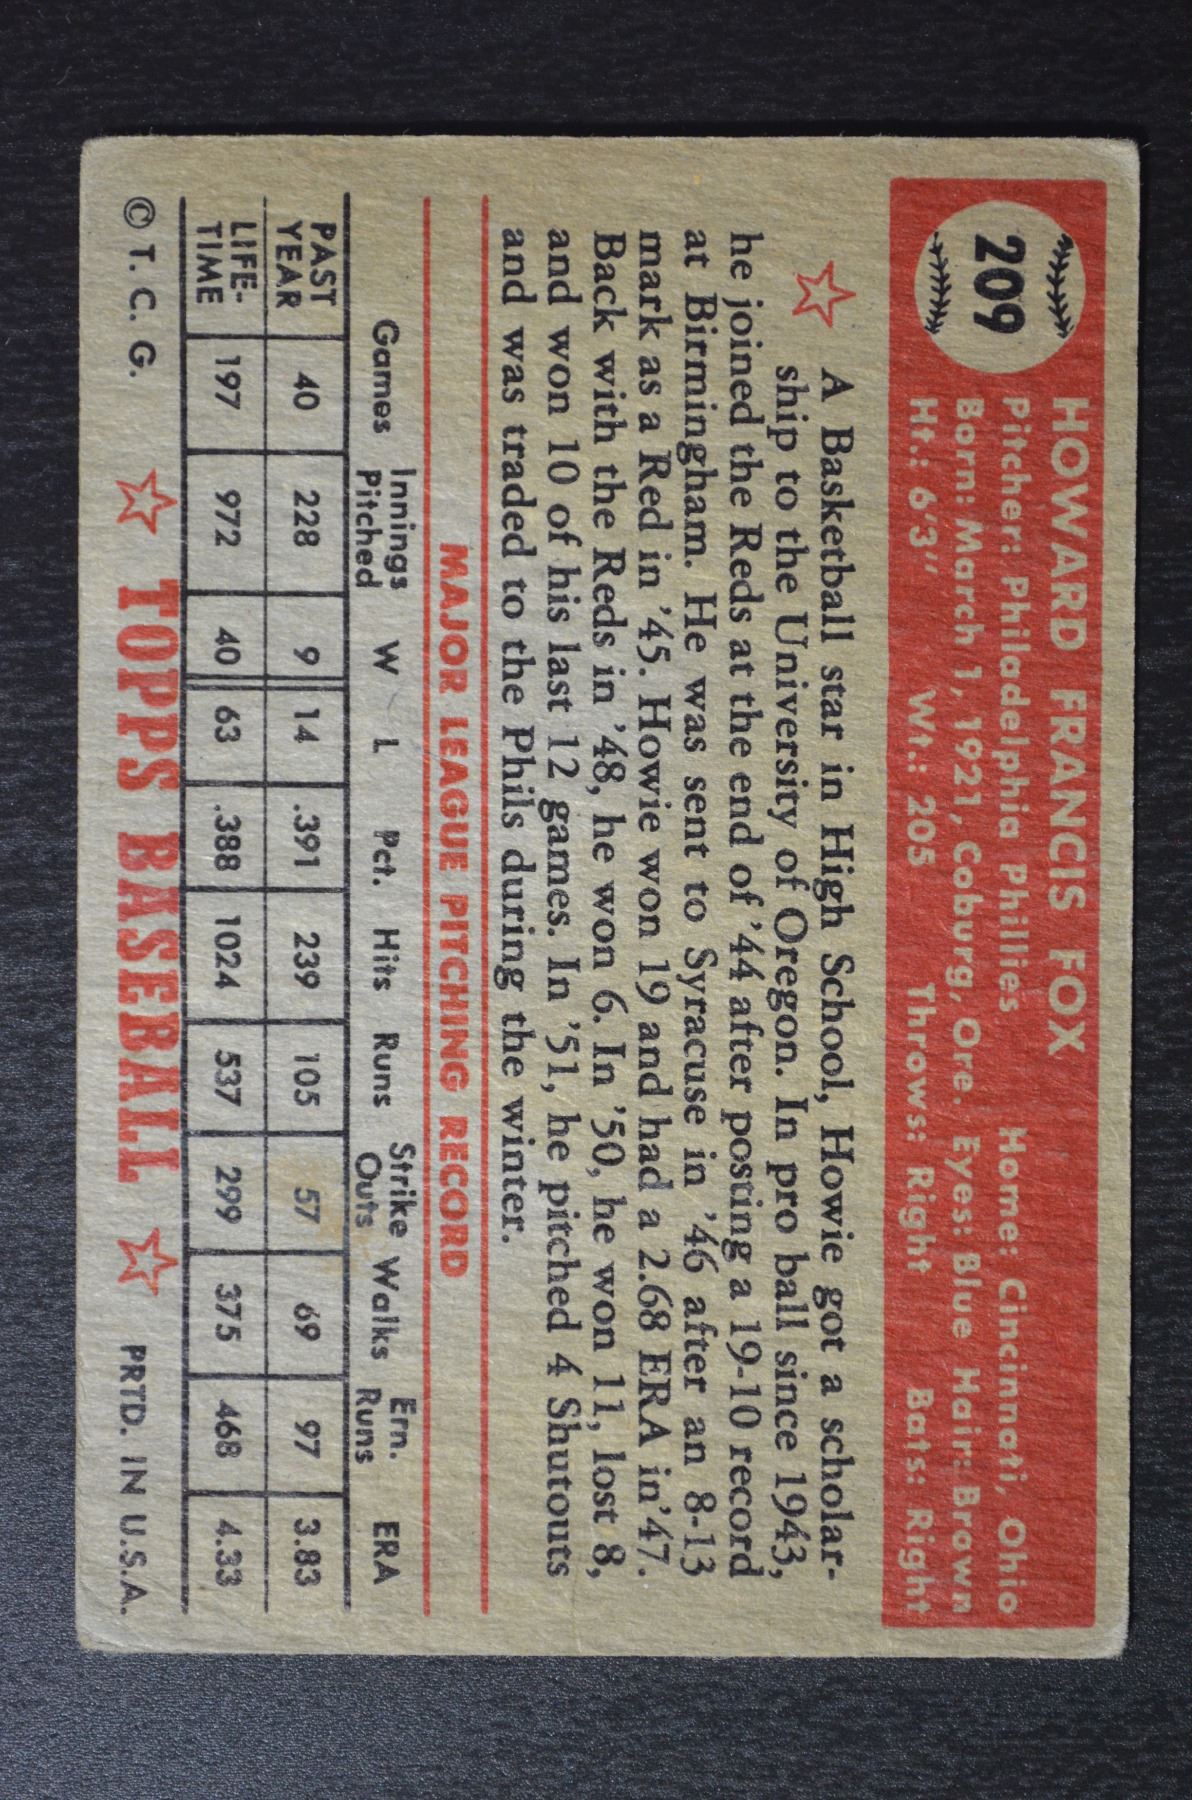 209
HOWARD FRANCIS FOX
Pitcher: Philadelphia Phillies Home: Cincinnati, Ohio
Born: March 1, 1921, Coburg, Ore. Eyes: Blue Hair: Brown
Ht.: 6'3" Wt.: 205 Throws: Right Bats: Right
A Basketball star in High School, Howie got a scholar-
ship to the University of Oregon. In pro ball since 1943,
he joined the Reds at the end of '44 after posting a 19-10 record
at Birmingham. He was sent to Syracuse in '46 after an 8-13
mark as a Red in '45. Howie won 19 and had a 2.68 ERA in '47.
Back with the Reds in '48, he won 6. In '50, he won 11, lost 8,
and won 10 of his last 12 games. In '51, he pitched 4 Shutouts
and was traded to the Phils during the winter.
MAJOR LEAGUE PITCHING RECORD
Games Innings Pitched W L Pct. Hits Runs Strike Outs Walks Ern. Runs ERA
PAST YEAR 40 228 9 14 .391 239 105 57 69 97 3.83
LIFE-TIME 197 972 40 63 .388 1024 537 299 375 468 4.33
© T. C. G. TOPPS BASEBALL PRTD. IN U.S.A.